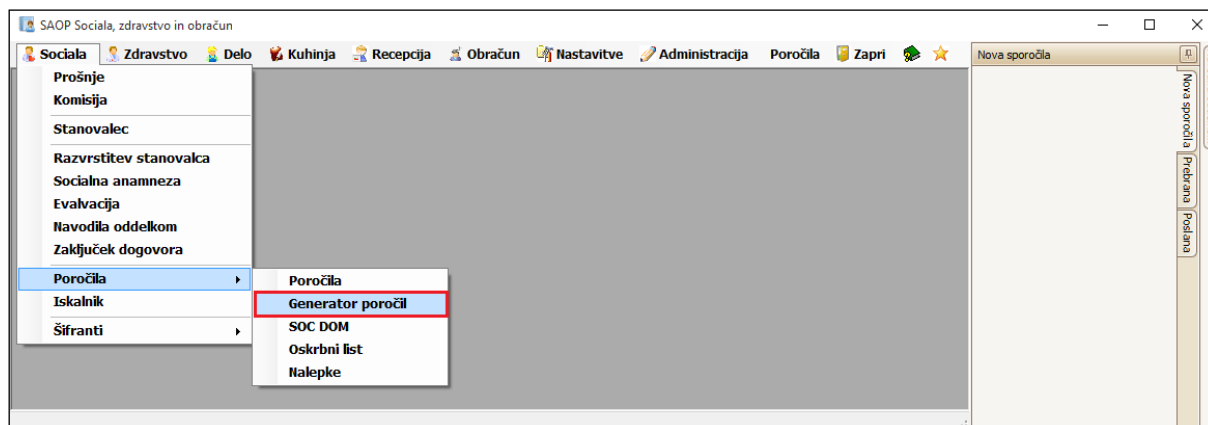 SAOP Sociala, zdravstvo in obračun
Sociala Zdravstvo Delo Kuhinja Recepcija Obračun Nastavitve Administracija Poročila Zapri
Nova sporočila
Prošnje
Komisija
Stanovalec
Razvrstitev stanovalca
Socialna anamneza
Evalvacija
Navodila oddelkom
Zaključek dogovora
Poročila
Iskalnik
Šifranti
Poročila
Generator poročil
SOC DOM
Oskrbni list
Nalepke
Nova sporočila
Prebrana
Poslana